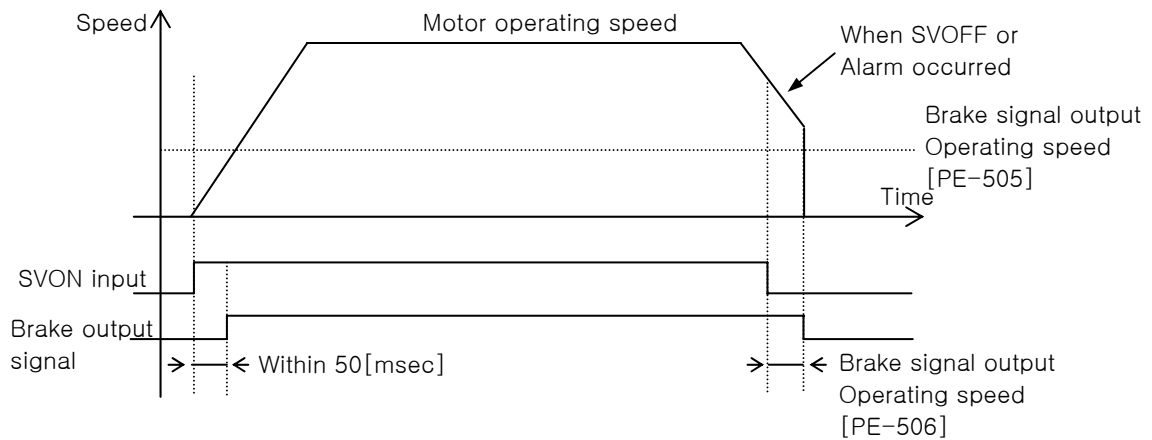 Speed
Motor operating speed
When SVOFF or
Alarm occurred
Brake signal output
Operating speed
[PE-505]
Time
SVON input
Brake output
signal
Within 50[msec]
Brake signal output
Operating speed
[PE-506]